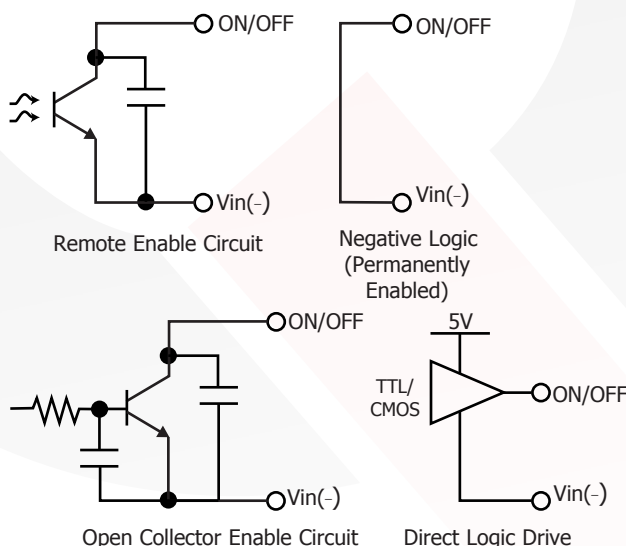 ON/OFF
Vin(–)
Remote Enable Circuit
ON/OFF
Vin(–)
Negative Logic
(Permanently
Enabled)
ON/OFF
Vin(–)
Open Collector Enable Circuit
5V
TTL/
CMOS
ON/OFF
Vin(–)
Direct Logic Drive